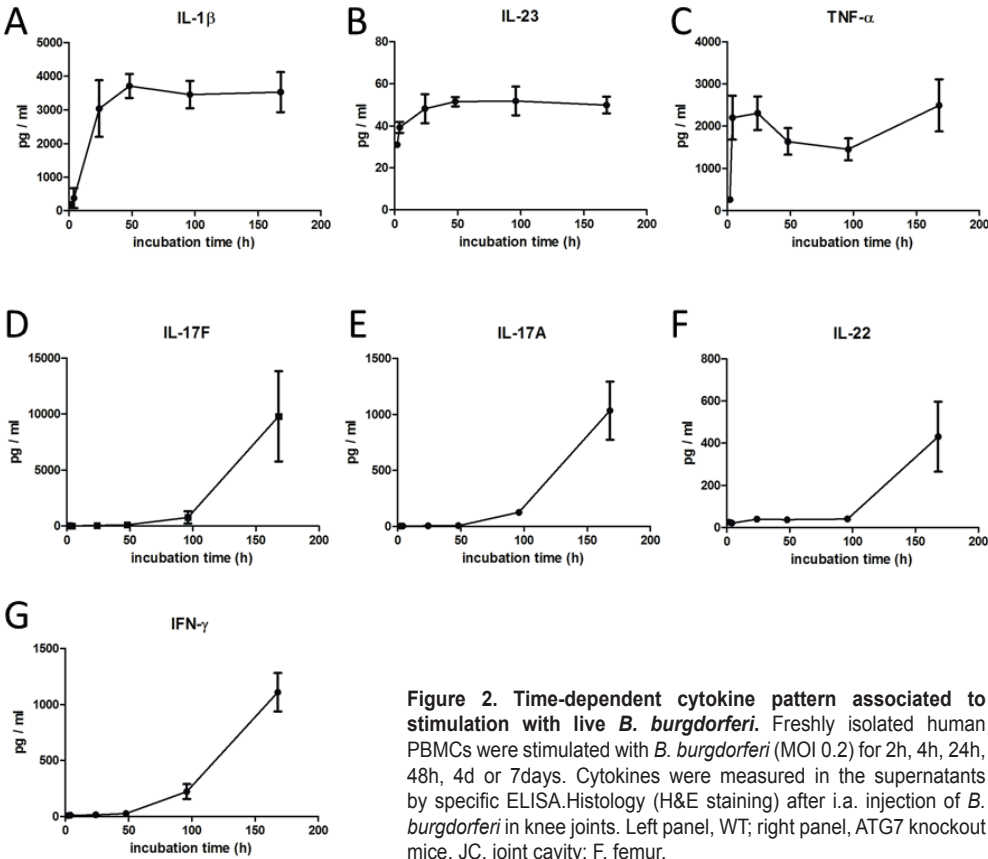 A
IL-1β
pg / ml
5000
4000
3000
2000
1000
0
0 50 100 150 200
incubation time (h)
B
IL-23
pg / ml
80
60
40
20
0
0 50 100 150 200
incubation time (h)
C
TNF-α
pg / ml
4000
3000
2000
1000
0
0 50 100 150 200
incubation time (h)
D
IL-17F
pg / ml
15000
10000
5000
0
0 50 100 150 200
incubation time (h)
E
IL-17A
pg / ml
1500
1000
500
0
0 50 100 150 200
incubation time (h)
F
IL-22
pg / ml
800
600
400
200
0
0 50 100 150 200
incubation time (h)
G
IFN-γ
pg / ml
1500
1000
500
0
0 50 100 150 200
incubation time (h)
Figure 2. Time-dependent cytokine pattern associated to
stimulation with live B. burgdorferi. Freshly isolated human
PBMCs were stimulated with B. burgdorferi (MOI 0.2) for 2h, 4h, 24h,
48h, 4d or 7days. Cytokines were measured in the supernatants
by specific ELISA.Histology (H&E staining) after i.a. injection of B.
burgdorferi in knee joints. Left panel, WT; right panel, ATG7 knockout
mice. JC, joint cavity; F, femur.